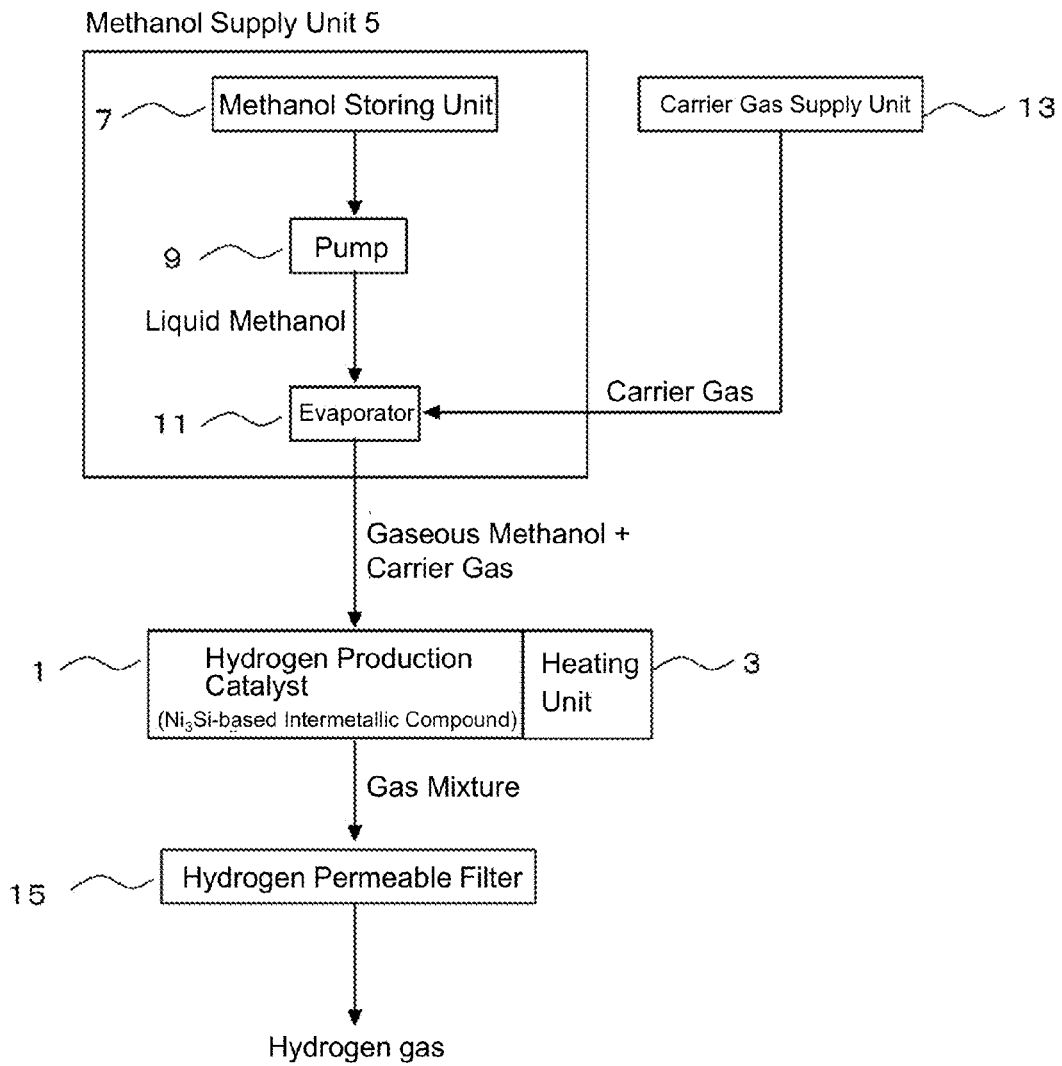 Methanol Supply Unit 5
7
Methanol Storing Unit
Carrier Gas Supply Unit
13
9
Pump
Liquid Methanol
11
Evaporator
Carrier Gas
Gaseous Methanol +
Carrier Gas
1
Hydrogen Production
Catalyst
(Ni₃Si-based Intermetallic Compound)
Heating
Unit
3
Gas Mixture
15
Hydrogen Permeable Filter
Hydrogen gas